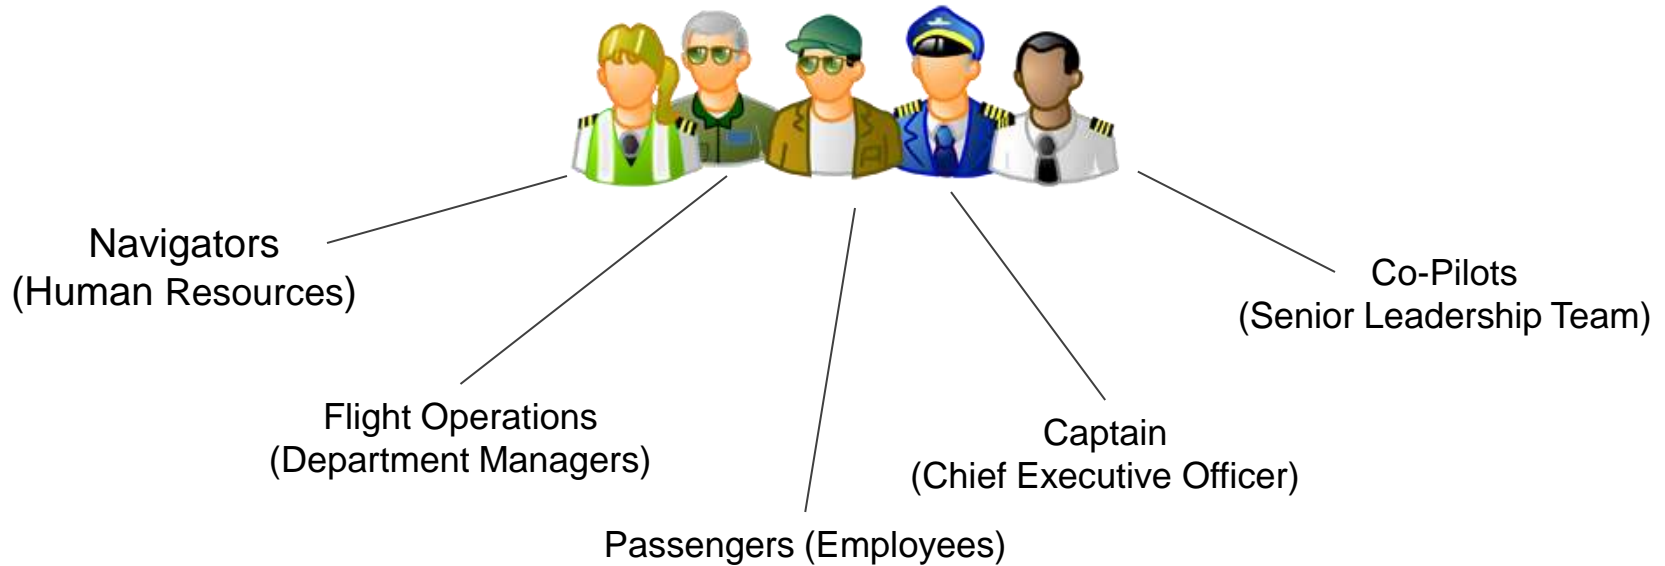 Navigators
(Human Resources)
Flight Operations
(Department Managers)
Passengers (Employees)
Captain
(Chief Executive Officer)
Co-Pilots
(Senior Leadership Team)